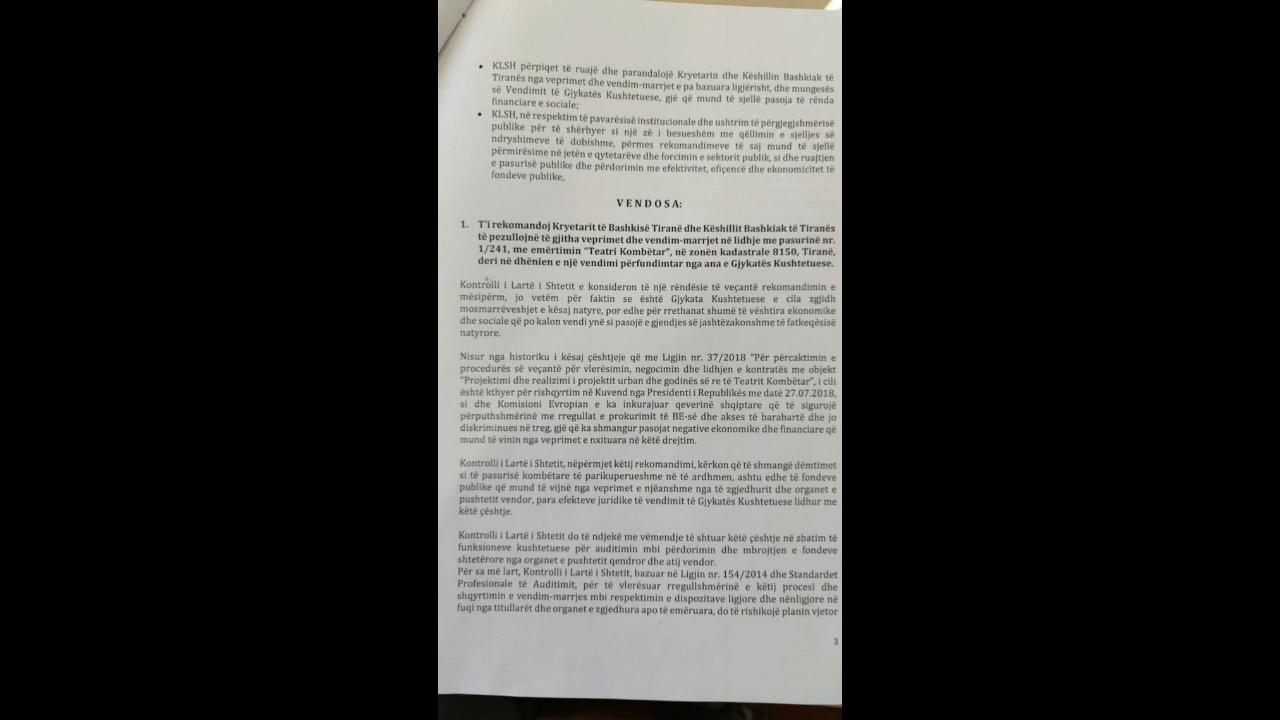 • KLSH përpiqet të ruajë dhe parandalojë Kryetarin dhe Këshillin Bashkiak të
Tiranës nga veprimet dhe vendim-marrjet e pa bazuara ligjërisht, dhe mungesës
së Vendimit të Gjykatës Kushtetuese, gjë që mund të sjellë pasoja të rënda
financiare e sociale;
• KLSH, në respektim të pavarësisë institucionale dhe ushtrim të përgjegjshmërisë
publike për të shërbyer si një zë i besueshëm me qëllimin e sjelljes së
ndryshimeve të dobishme, përmes rekomandimeve të saj mund të sjellë
përmirësime në jetën e qytetarëve dhe forcimin e sektorit publik, si dhe ruajtjen
e pasurisë publike dhe përdorimin me efektivitet, efiçencë dhe ekonomicitet të
fondeve publike,
VENDOSA:
1. T'i rekomandoj Kryetarit të Bashkisë Tiranë dhe Këshillit Bashkiak të Tiranës
të pezullojnë të gjitha veprimet dhe vendim-marrjet në lidhje me pasurinë nr.
1/241, me emërtimin "Teatri Kombëtar", në zonën kadastrale 8150, Tiranë,
deri në dhënien e një vendimi përfundimtar nga ana e Gjykatës Kushtetuese.
Kontrolli i Lartë i Shtetit e konsideron të një rëndësie të veçantë rekomandimin e
mësipërm, jo vetëm për faktin se është Gjykata Kushtetuese e cila zgjidh
mosmarrëveshjet e kësaj natyre, por edhe për rrethanat shumë të vështira ekonomike
dhe sociale që po kalon vendi ynë si pasojë e gjendjes së jashtëzakonshme të fatkeqësisë
natyrore.
Nisur nga historiku i kësaj çështjeje që me Ligjin nr. 37/2018 "Për përcaktimin e
procedurës së veçantë për vlerësimin, negocimin dhe lidhjen e kontratës me objekt
"Projektimi dhe realizimi i projektit urban dhe godinës së re të Teatrit Kombëtar", i cili
është kthyer për rishqyrtim në Kuvend nga Presidenti i Republikës me datë 27.07.2018,
si dhe Komisioni Evropian e ka inkurajuar qeverinë shqiptare që të sigurojë
përputhshmërinë me rregullat e prokurimit të BE-së dhe akses të barabartë dhe jo
diskriminues në treg, gjë që ka shmangur pasojat negative ekonomike dhe financiare që
mund të vinin nga veprimet e nxituara në këtë drejtim.
Kontrolli i Lartë i Shtetit, nëpërmjet këtij rekomandimi, kërkon që të shmangë dëmtimet
si të pasurisë kombëtare të parikuperueshme në të ardhmen, ashtu edhe të fondeve
publike që mund të vijnë nga veprimet e njëanshme nga të zgjedhurit dhe organet e
pushtetit vendor, para efekteve juridike të vendimit të Gjykatës Kushtetuese lidhur me
këtë çështje.
Kontrolli i Lartë i Shtetit do të ndjekë me vëmendje të shtuar këtë çështje në zbatim të
funksioneve kushtetuese për auditimin mbi përdorimin dhe mbrojtjen e fondeve
shtetërore nga organet e pushtetit qendror dhe atij vendor.
Për sa më lart, Kontrolli i Lartë i Shtetit, bazuar në Ligjin nr. 154/2014 dhe Standardet
Profesionale të Auditimit, për të vlerësuar rregullshmërinë e këtij procesi dhe
shqyrtimin e vendim-marrjes mbi respektimin e dispozitave ligjore dhe nënligjore në
fuqi nga titullarët dhe organet e zgjedhura apo të emëruara, do të rishikojë planin vjetor
3